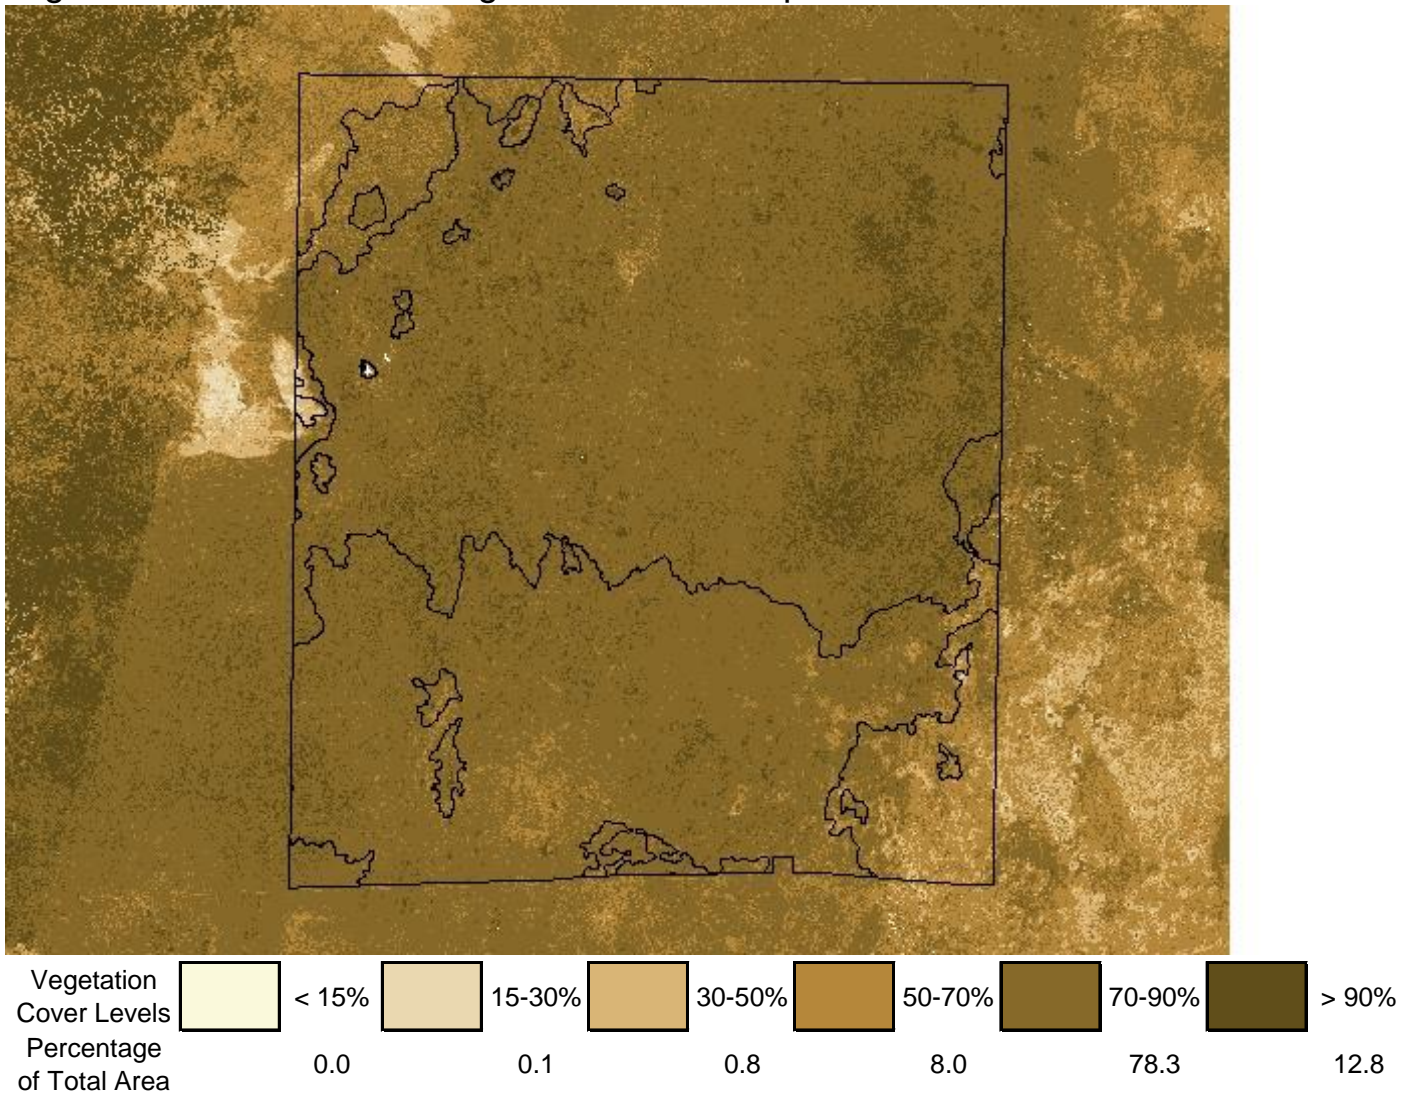 Vegetation
Cover Levels
< 15% 15-30% 30-50% 50-70% 70-90% > 90%
Percentage
of Total Area
0.0 0.1 0.8 8.0 78.3 12.8